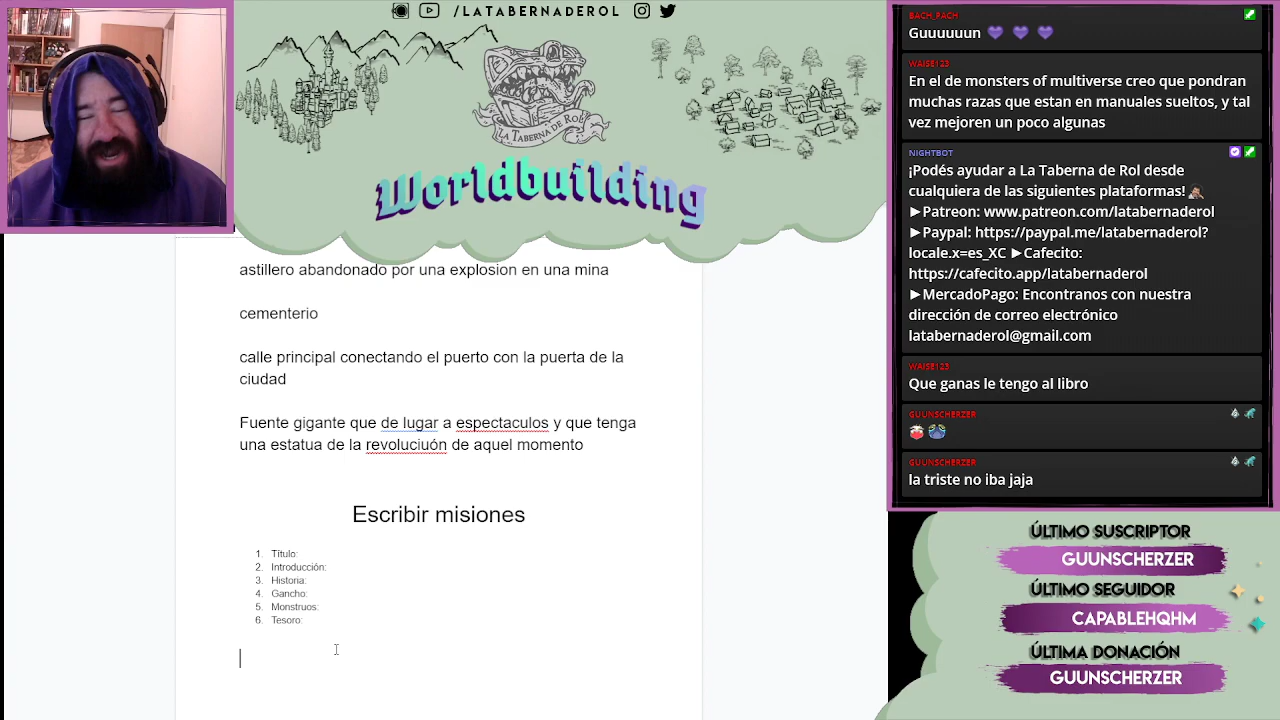 /LATABERNADEROL
LA TABERNA DE ROL
Worldbuilding
astillero abandonado por una explosion en una mina
cementerio
calle principal conectando el puerto con la puerta de la
ciudad
Fuente gigante que de lugar a espectaculos y que tenga
una estatua de la revoluciuón de aquel momento
Escribir misiones
1. Título:
2. Introducción:
3. Historia:
4. Gancho:
5. Monstruos:
6. Tesoro:
BACH_BACH
Guuuuuun
WAISE123
En el de monsters of multiverse creo que pondran
muchas razas que estan en manuales sueltos, y tal
vez mejoren un poco algunas
NIGHTBOT
¡Podés ayudar a La Taberna de Rol desde
cualquiera de las siguientes plataformas!
►Patreon: www.patreon.com/latabernaderol
►Paypal: https://paypal.me/latabernaderol?
locale.x=es_XC ►Cafecito:
https://cafecito.app/latabernaderol
►MercadoPago: Encontranos con nuestra
dirección de correo electrónico
latabernaderol@gmail.com
WAISE123
Que ganas le tengo al libro
GUUNSCHERZER
GUUNSCHERZER
la triste no iba jaja
ÚLTIMO SUSCRIPTOR
GUUNSCHERZER
ÚLTIMO SEGUIDOR
CAPABLEHQHM
ÚLTIMA DONACIÓN
GUUNSCHERZER